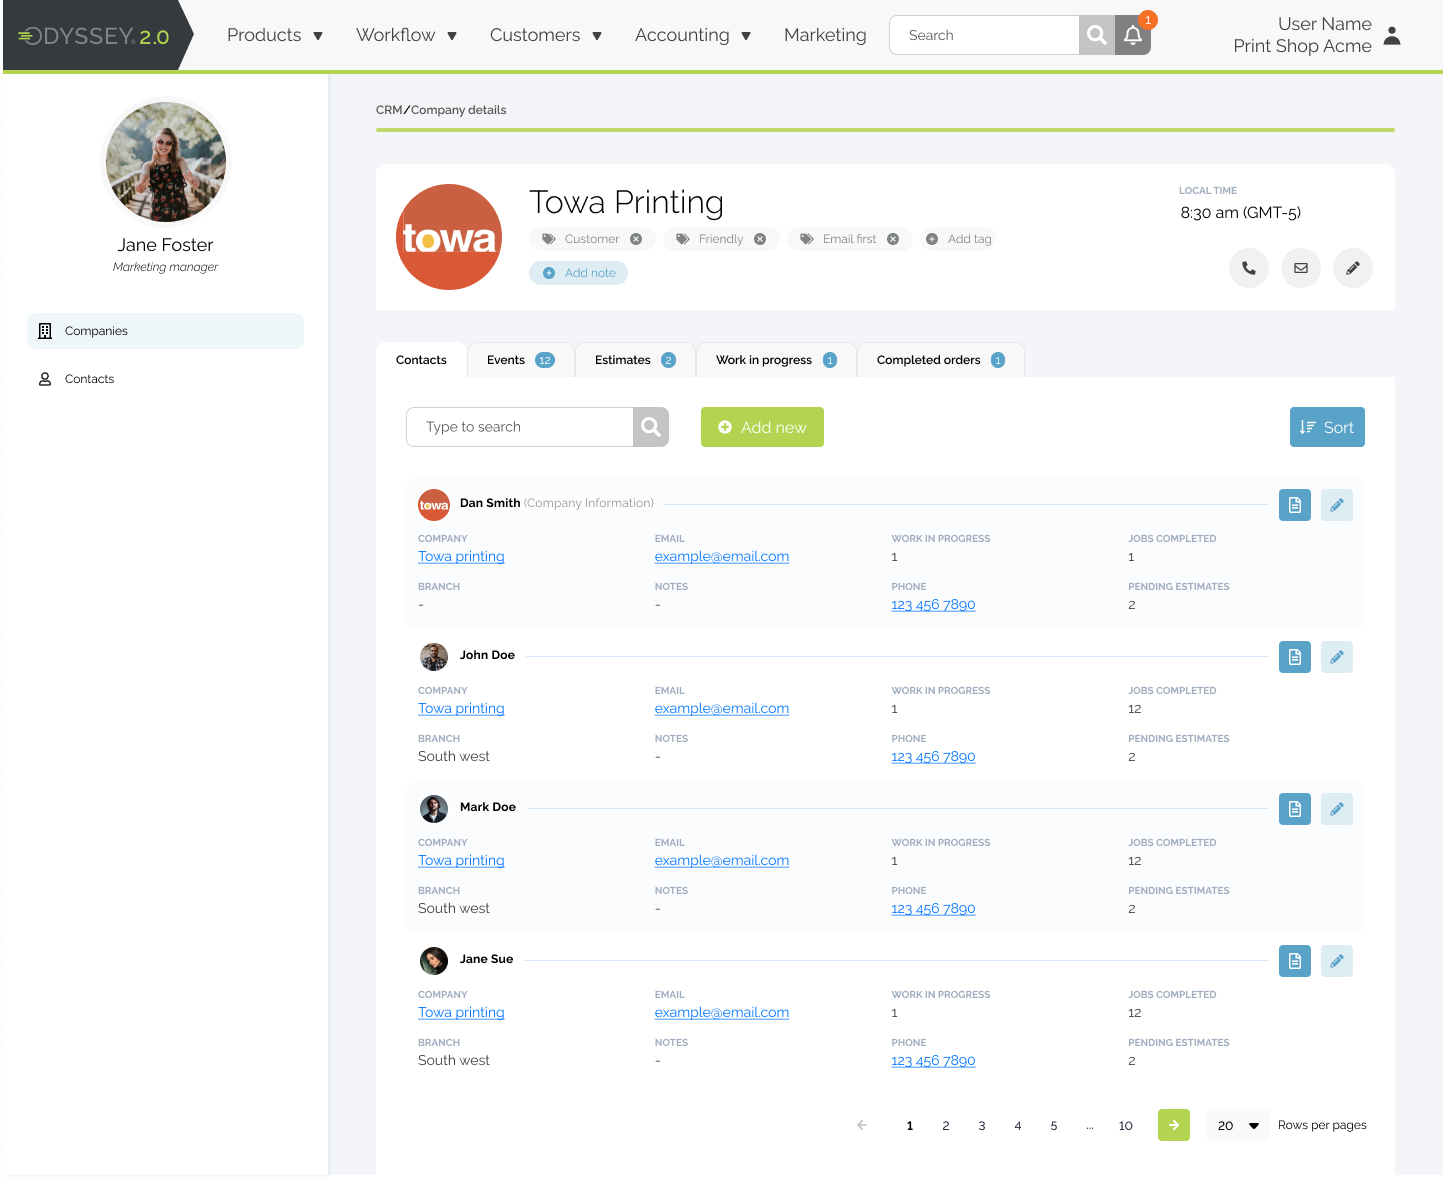 ODYSSEY 2.0
Products Workflow Customers Accounting Marketing Search 1
User Name
Print Shop Acme
Jane Foster
Marketing manager
Companies
Contacts
CRM/Company details
towa
Towa Printing
Customer Friendly Email first Add tag
Add note
LOCAL TIME
8:30 am (GMT-5)
Contacts Events 12 Estimates 2 Work in progress 1 Completed orders 1
Type to search Add new Sort
towa Dan Smith (Company Information)
COMPANY EMAIL WORK IN PROGRESS JOBS COMPLETED
Towa printing example@email.com 1 1
BRANCH NOTES PHONE PENDING ESTIMATES
- - 123 456 7890 2
John Doe
COMPANY EMAIL WORK IN PROGRESS JOBS COMPLETED
Towa printing example@email.com 1 12
BRANCH NOTES PHONE PENDING ESTIMATES
South west - 123 456 7890 2
Mark Doe
COMPANY EMAIL WORK IN PROGRESS JOBS COMPLETED
Towa printing example@email.com 1 12
BRANCH NOTES PHONE PENDING ESTIMATES
South west - 123 456 7890 2
Jane Sue
COMPANY EMAIL WORK IN PROGRESS JOBS COMPLETED
Towa printing example@email.com 1 12
BRANCH NOTES PHONE PENDING ESTIMATES
South west - 123 456 7890 2
1 2 3 4 5 ... 10 20 Rows per pages